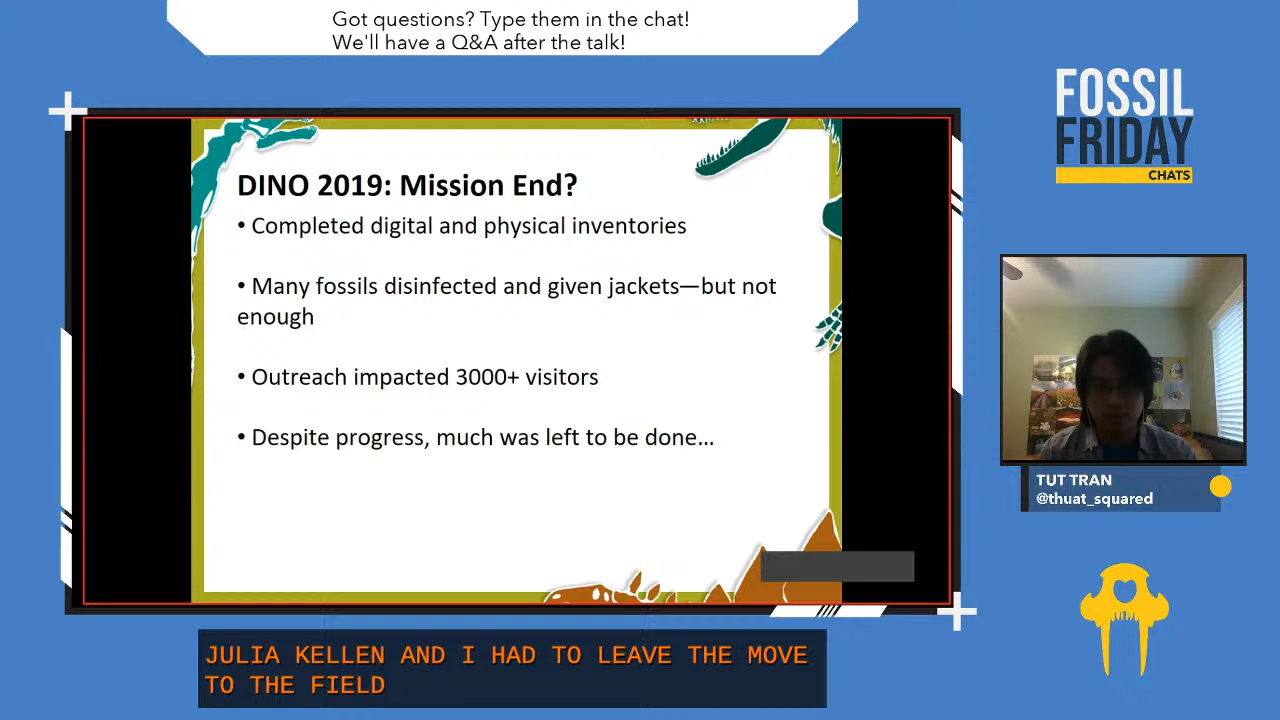 Got questions? Type them in the chat!
We'll have a Q&A after the talk!
FOSSIL
FRIDAY
CHATS
DINO 2019: Mission End?
• Completed digital and physical inventories
• Many fossils disinfected and given jackets—but not
enough
• Outreach impacted 3000+ visitors
• Despite progress, much was left to be done...
TUT TRAN
@thuat_squared
JULIA KELLEN AND I HAD TO LEAVE THE MOVE
TO THE FIELD